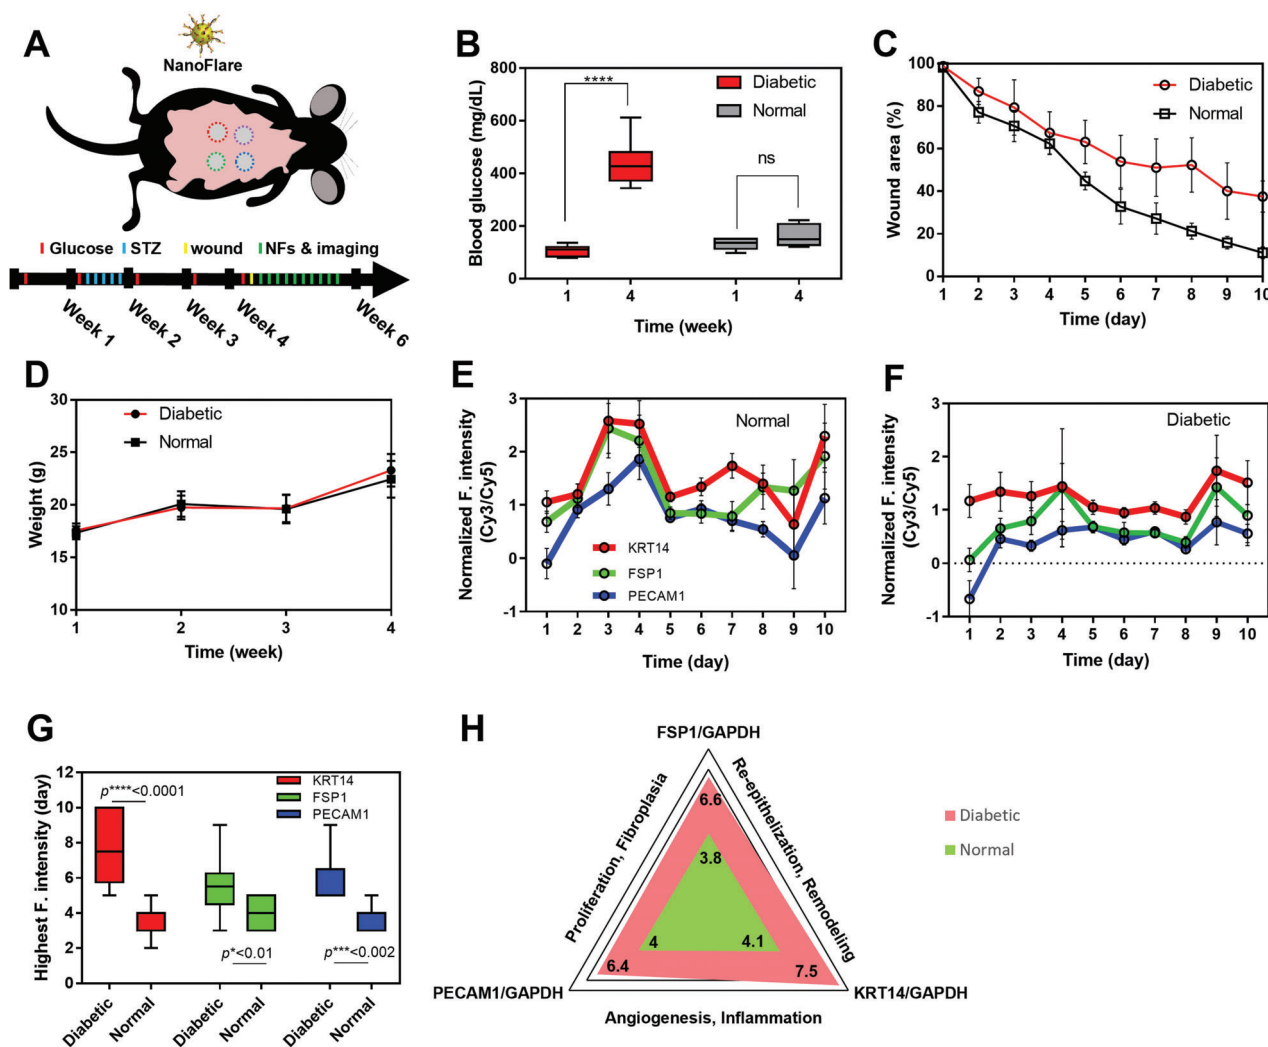 A
NanoFlare
Glucose STZ wound NFs & imaging
Week 1
Week 2
Week 3
Week 4
Week 6
B
Blood glucose (mg/dL)
800
600
400
200
0
****
ns
Diabetic
Normal
1 4 1 4
Time (week)
C
Wound area (%)
100
80
60
40
20
0
Diabetic
Normal
1 2 3 4 5 6 7 8 9 10
Time (day)
D
Weight (g)
30
25
20
15
10
Diabetic
Normal
1 2 3 4
Time (week)
E
Normalized F. intensity
(Cy3/Cy5)
3
2
1
0
-1
Normal
KRT14
FSP1
PECAM1
1 2 3 4 5 6 7 8 9 10
Time (day)
F
Normalized F. intensity
(Cy3/Cy5)
3
2
1
0
-1
Diabetic
1 2 3 4 5 6 7 8 9 10
Time (day)
G
Highest F. intensity (day)
12
10
8
6
4
2
0
p****<0.0001
KRT14
FSP1
PECAM1
p*<0.01
p***<0.002
Diabetic
Normal
Diabetic
Normal
Diabetic
Normal
H
FSP1/GAPDH
Proliferation, Fibroplasia
Re-epithelization, Remodeling
6.6
3.8
4
4.1
6.4
7.5
PECAM1/GAPDH
KRT14/GAPDH
Angiogenesis, Inflammation
Diabetic
Normal